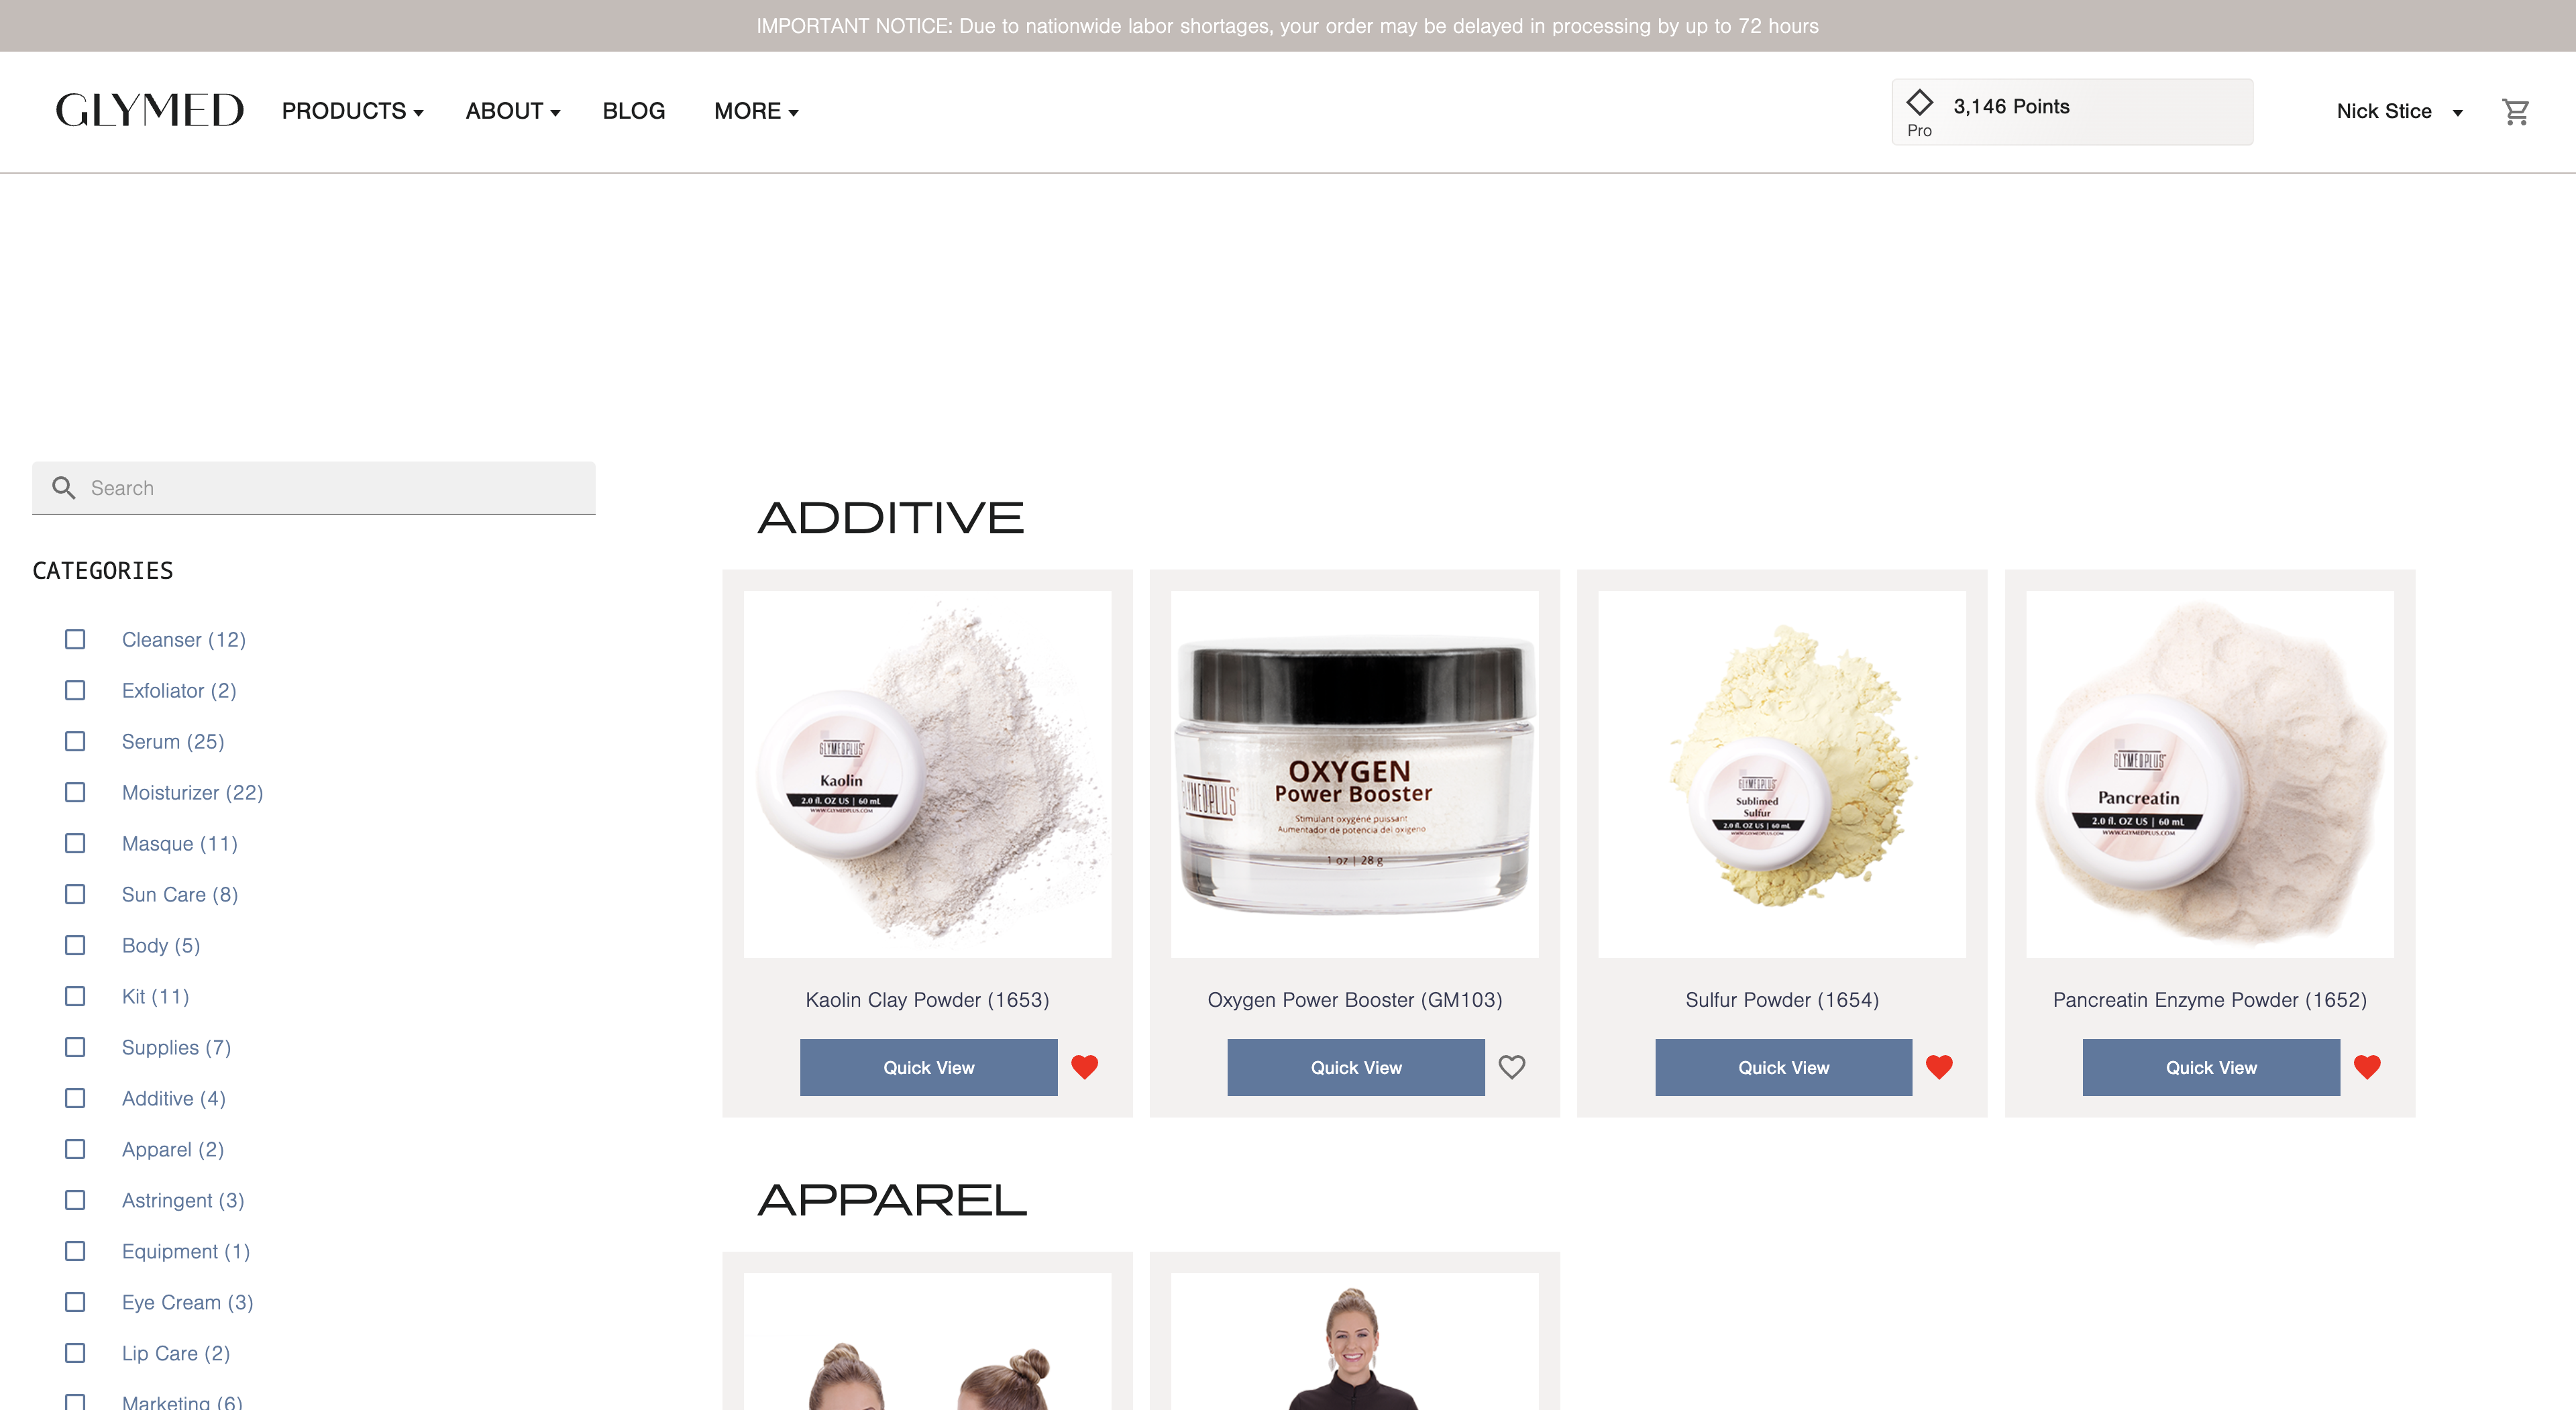 IMPORTANT NOTICE: Due to nationwide labor shortages, your order may be delayed in processing by up to 72 hours
GLYMED
PRODUCTS
ABOUT
BLOG
MORE
Pro
3,146 Points
Nick Stice
Search
CATEGORIES
Cleanser (12)
Exfoliator (2)
Serum (25)
Moisturizer (22)
Masque (11)
Sun Care (8)
Body (5)
Kit (11)
Supplies (7)
Additive (4)
Apparel (2)
Astringent (3)
Equipment (1)
Eye Cream (3)
Lip Care (2)
Marketing (6)
ADDITIVE
GLYMEDPLUS
Kaolin
2.0 fl. OZ US | 60 mL
WWW.GLYMEDPLUS.COM
Kaolin Clay Powder (1653)
Quick View
GLYMEDPLUS
OXYGEN
Power Booster
Stimulant oxygéné puissant
Aumentador de potencia del oxigeno
1 oz | 28 g
Oxygen Power Booster (GM103)
Quick View
GLYMEDPLUS
Sublimed
Sulfur
2.0 fl. OZ US | 60 mL
WWW.GLYMEDPLUS.COM
Sulfur Powder (1654)
Quick View
GLYMEDPLUS
Pancreatin
2.0 fl. OZ US | 60 mL
WWW.GLYMEDPLUS.COM
Pancreatin Enzyme Powder (1652)
Quick View
APPAREL